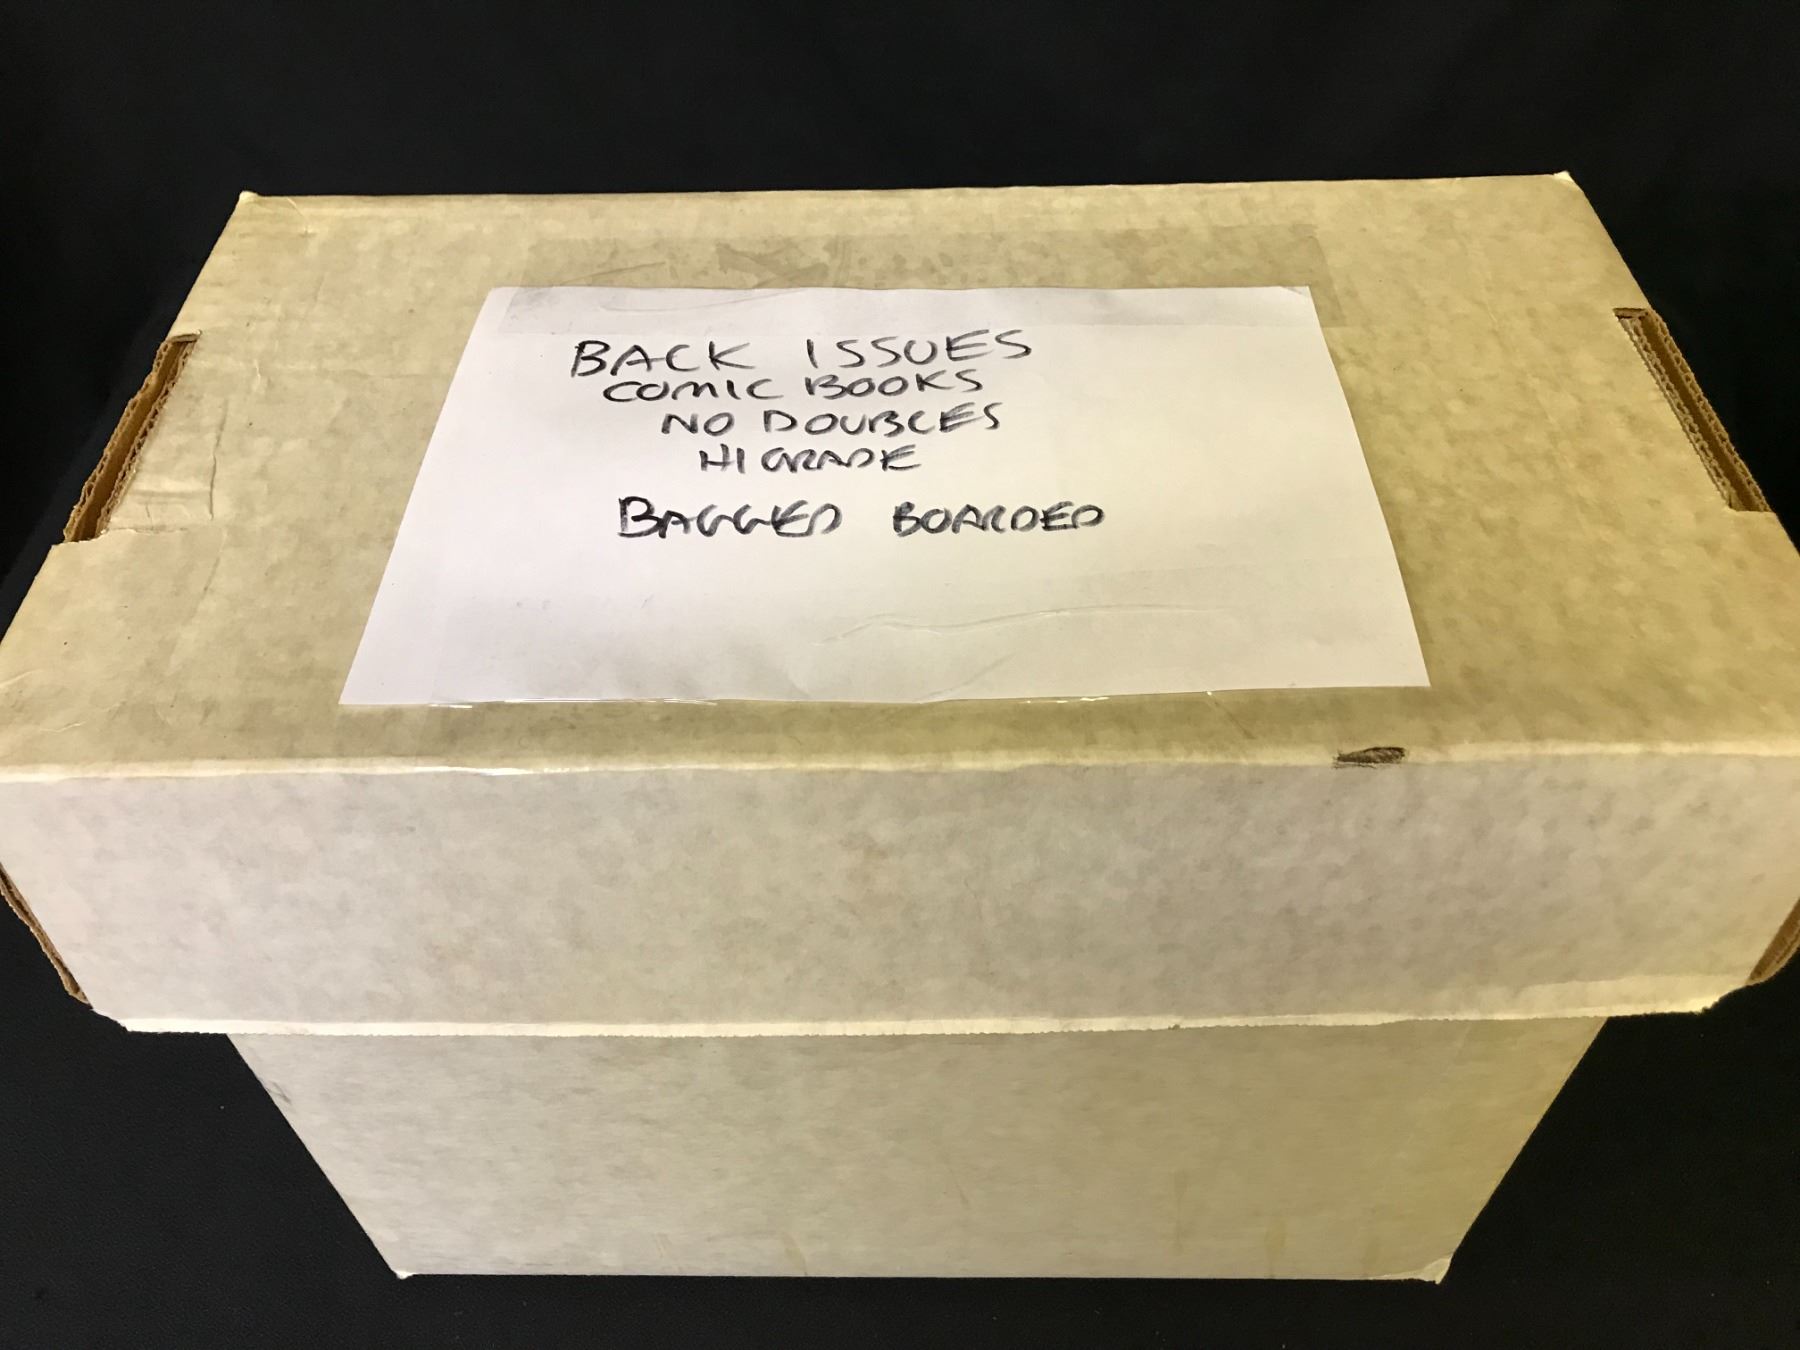 BACK ISSUES
COMIC BOOKS
NO DOUBLES
HI GRADE
BAGGED BOARDED